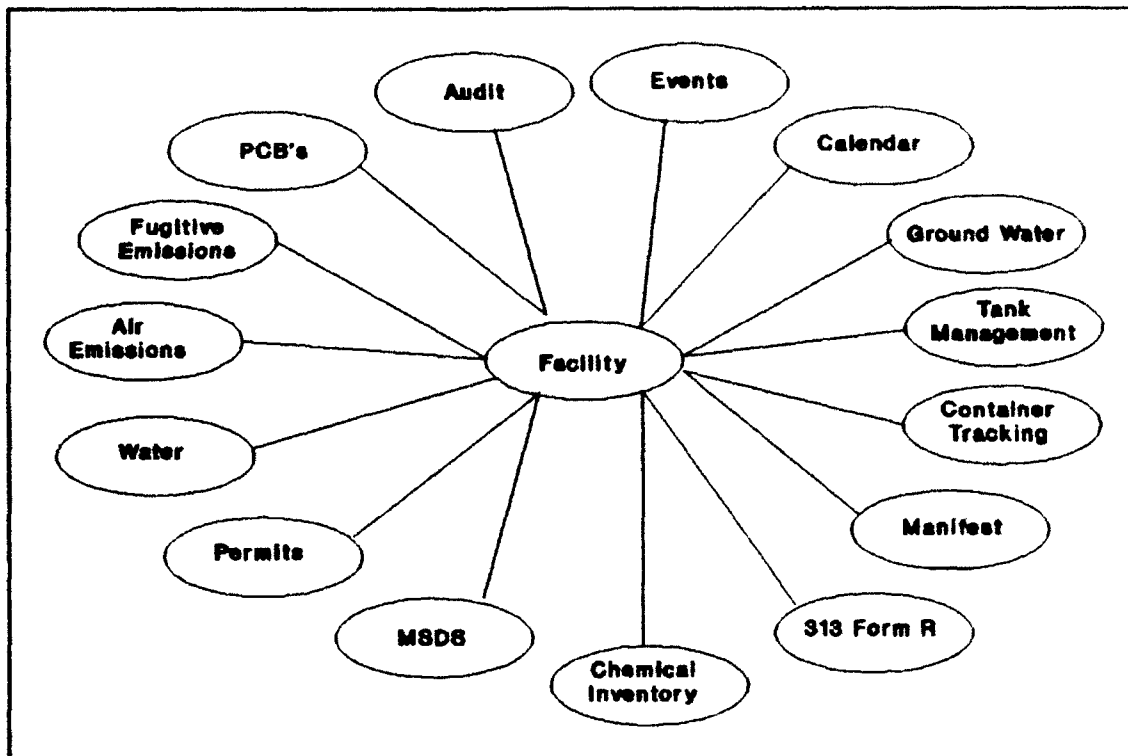 Audit
Events
PCB's
Calendar
Fugitive
Emissions
Ground Water
Air
Emissions
Tank
Management
Facility
Water
Container
Tracking
Permits
Manifest
MSDS
313 Form R
Chemical
Inventory